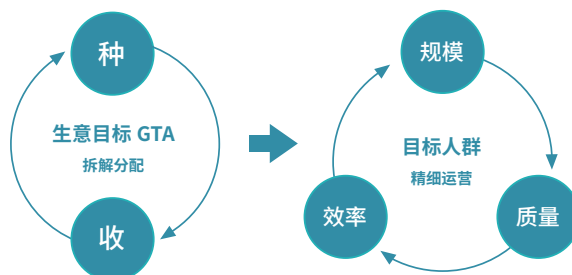 种
生意目标 GTA
拆解分配
收
规模
目标人群
精细运营
效率
质量